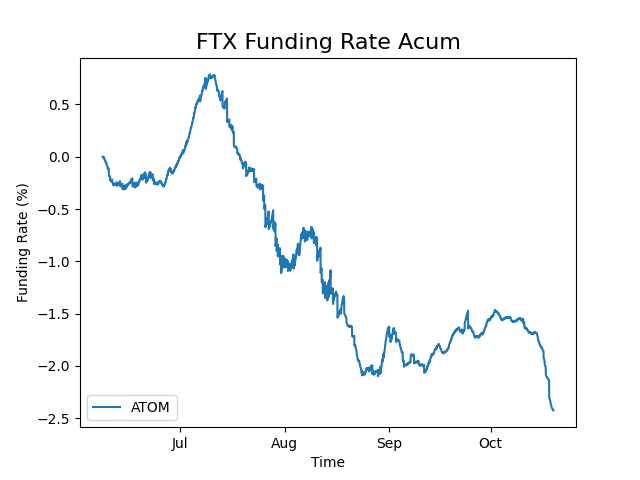 FTX Funding Rate Acum
Funding Rate (%)
0.5
0.0
−0.5
−1.0
−1.5
−2.0
−2.5
ATOM
Jul
Aug
Sep
Oct
Time